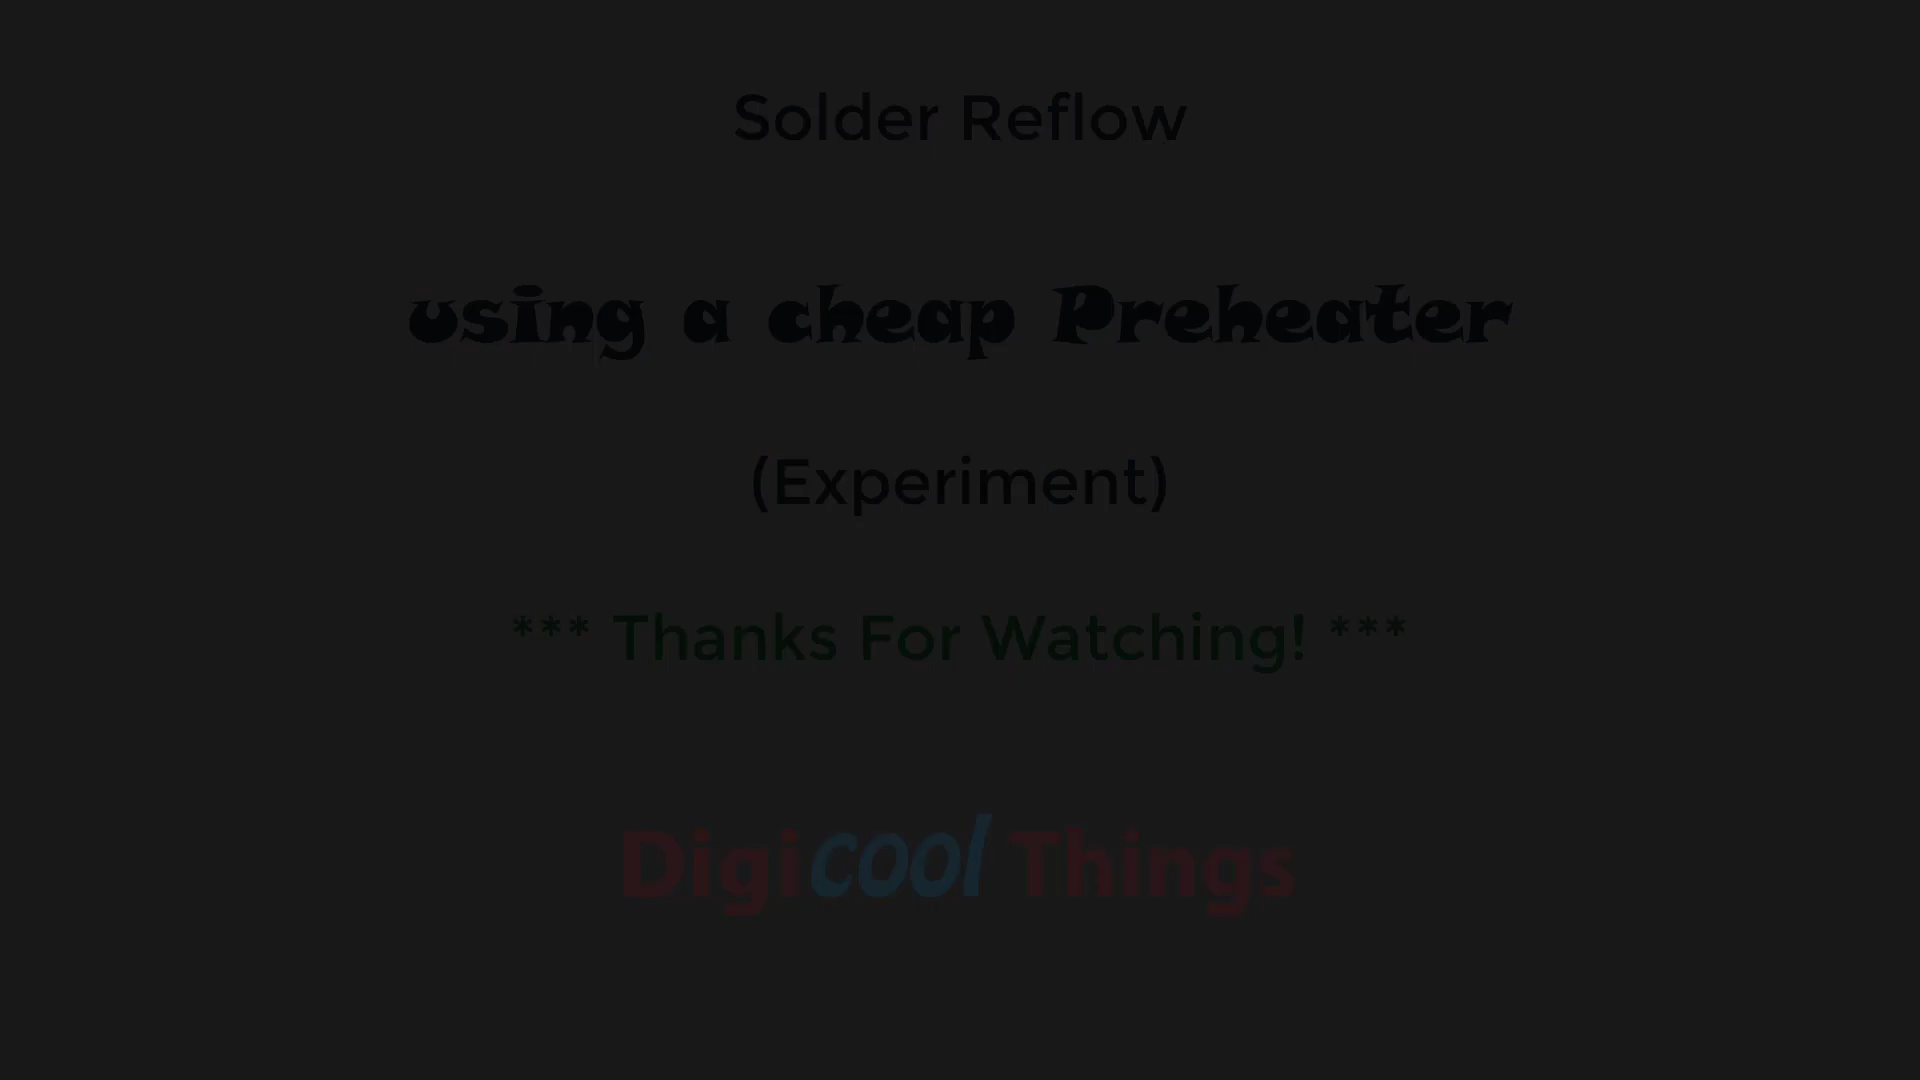 Solder Reflow
using a cheap Preheater
(Experiment)
*** Thanks For Watching! ***
Digicool Things